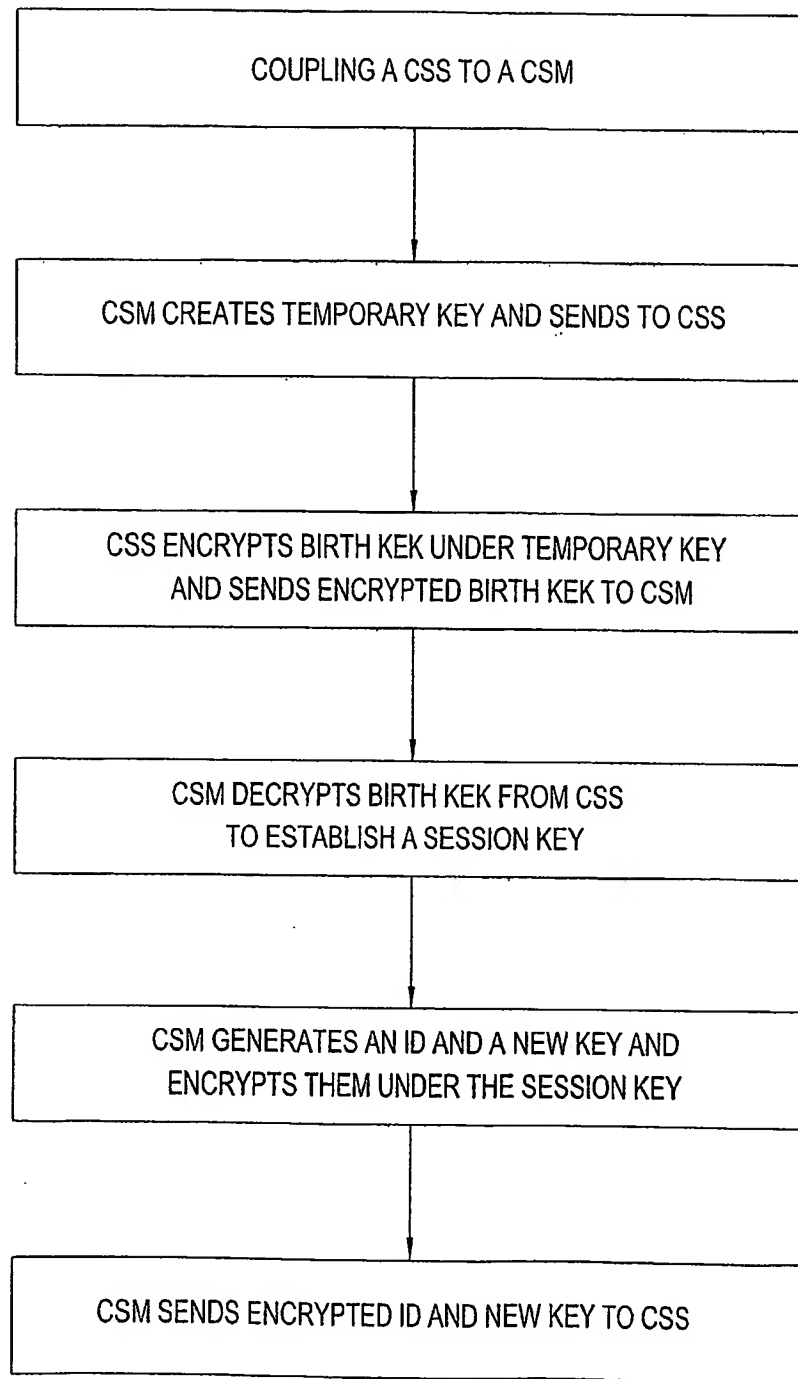 COUPLING A CSS TO A CSM
CSM CREATES TEMPORARY KEY AND SENDS TO CSS
CSS ENCRYPTS BIRTH KEK UNDER TEMPORARY KEY
AND SENDS ENCRYPTED BIRTH KEK TO CSM
CSM DECRYPTS BIRTH KEK FROM CSS
TO ESTABLISH A SESSION KEY
CSM GENERATES AN ID AND A NEW KEY AND
ENCRYPTS THEM UNDER THE SESSION KEY
CSM SENDS ENCRYPTED ID AND NEW KEY TO CSS